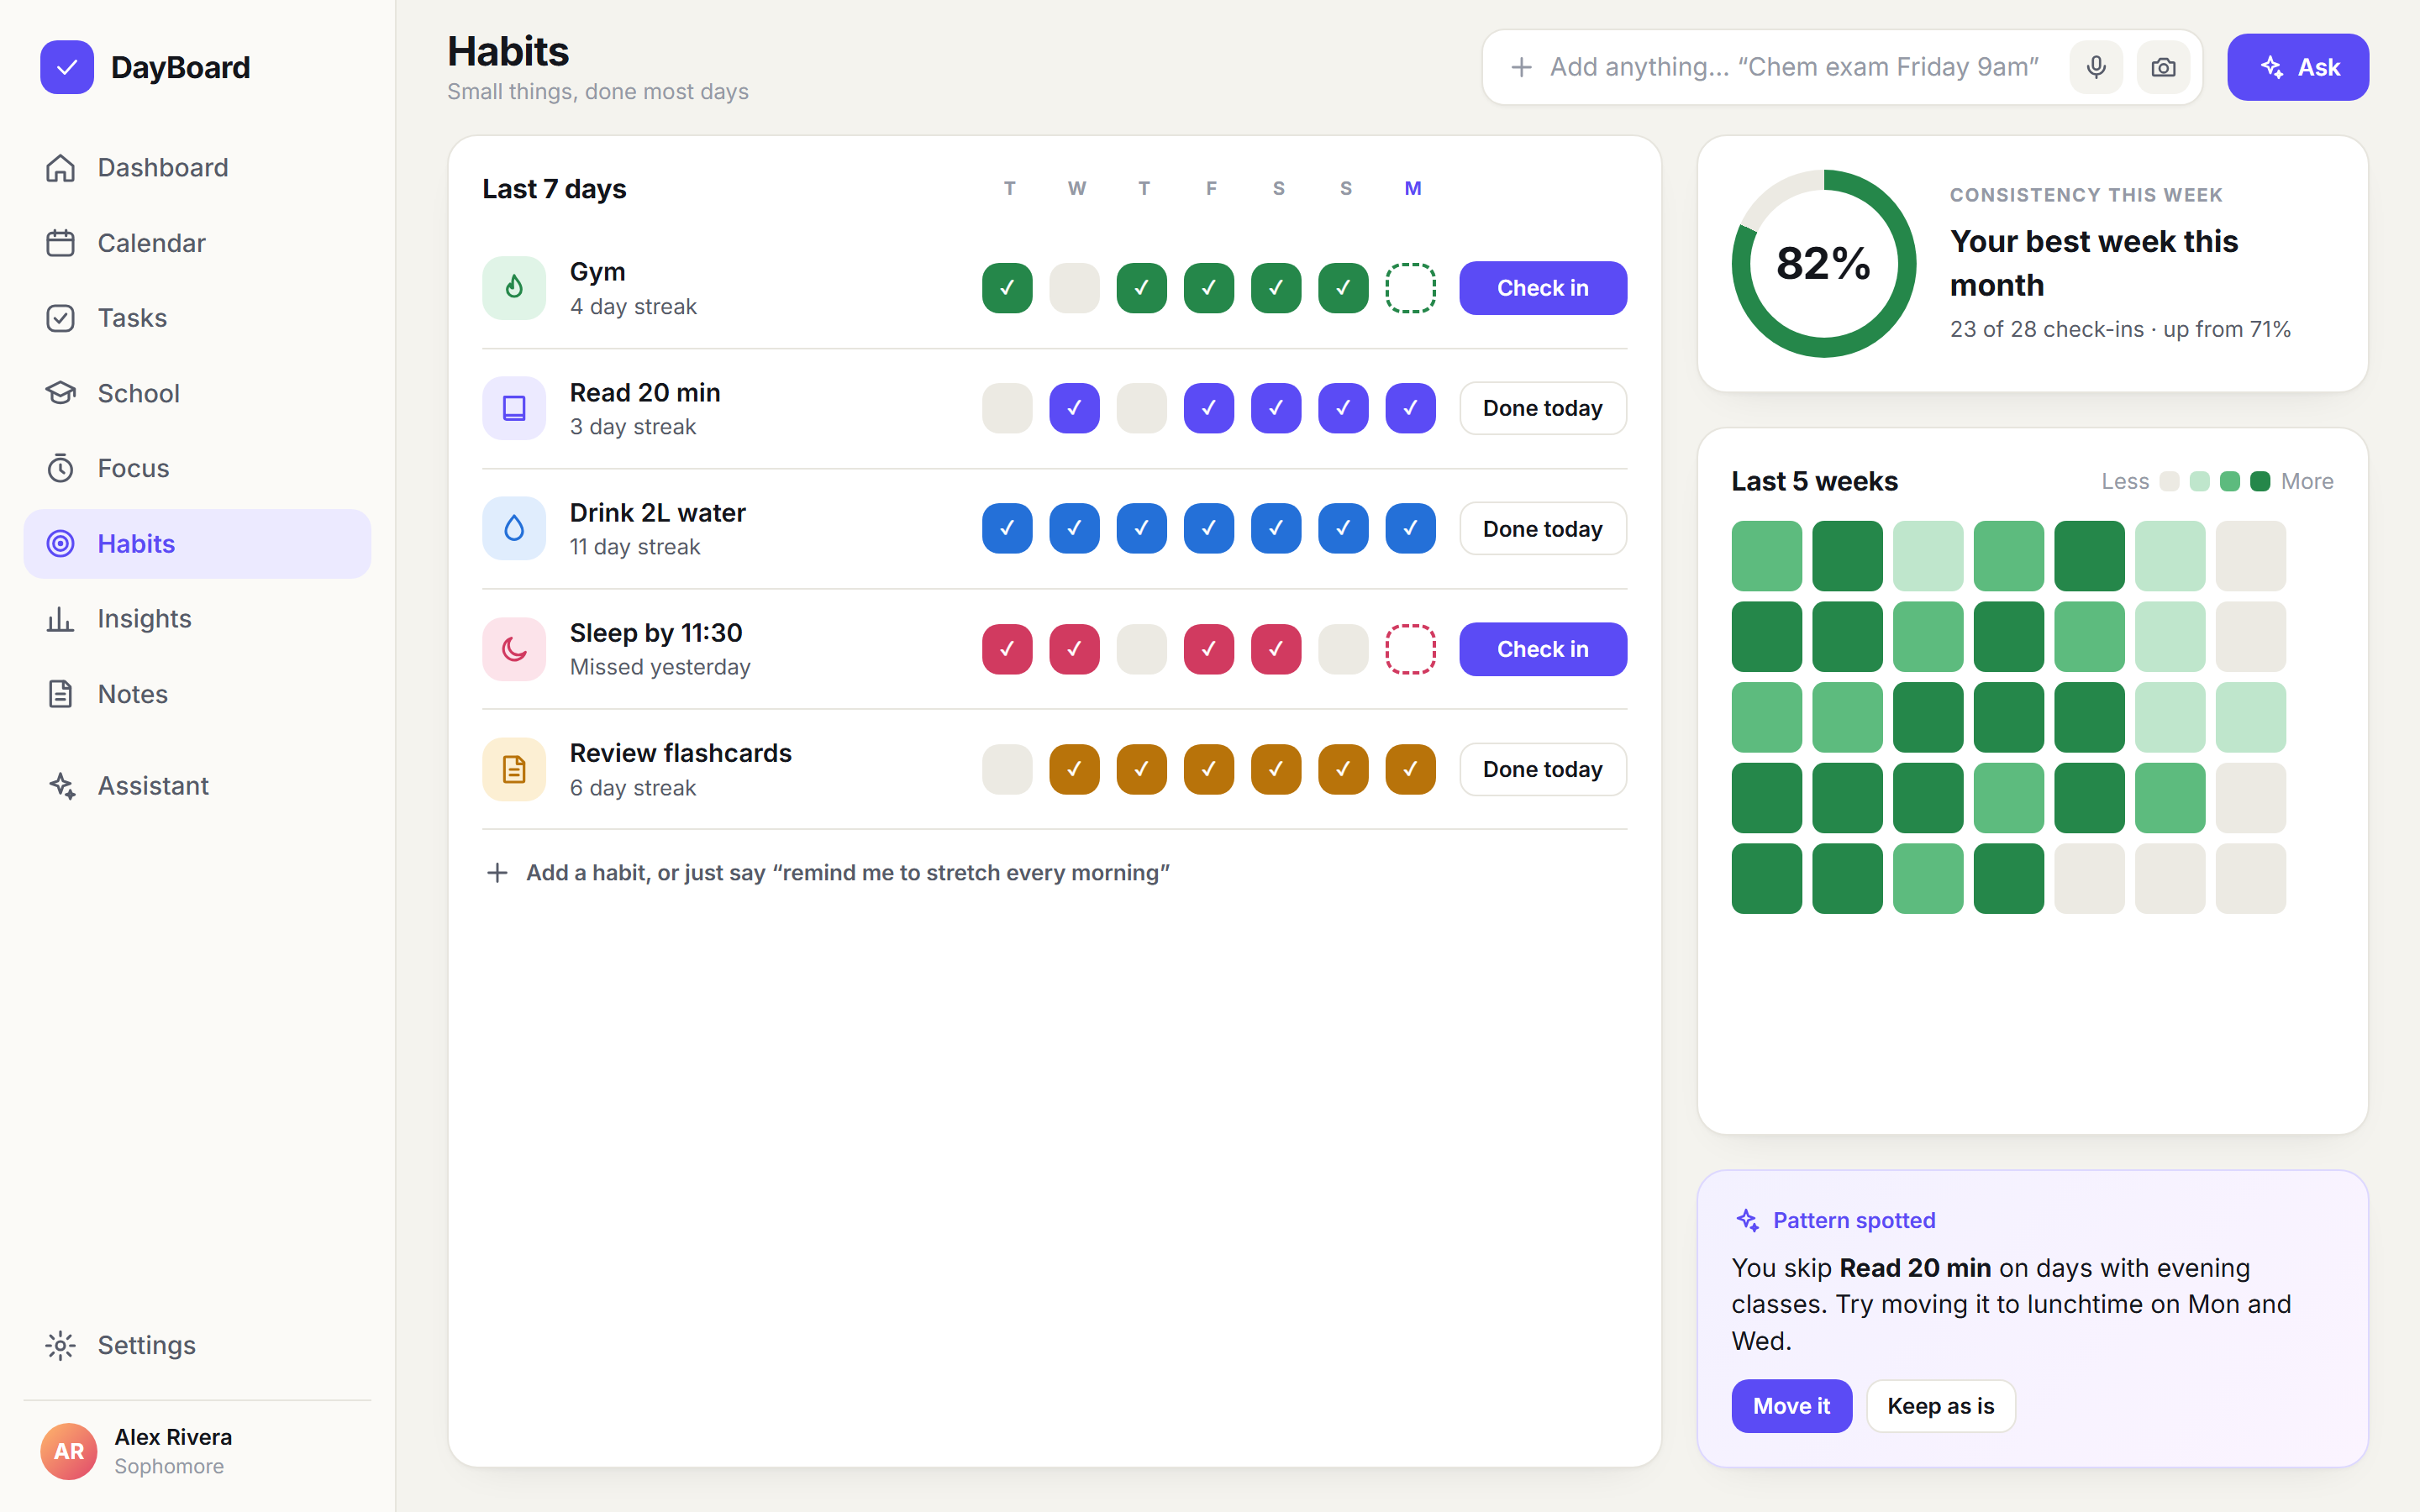 DayBoard
Dashboard
Calendar
Tasks
School
Focus
Habits
Insights
Notes
Assistant
Settings
AR
Alex Rivera
Sophomore
Habits
Small things, done most days
Add anything... “Chem exam Friday 9am”
Ask
Last 7 days
T W T F S S M
Gym
4 day streak
Check in
Read 20 min
3 day streak
Done today
Drink 2L water
11 day streak
Done today
Sleep by 11:30
Missed yesterday
Check in
Review flashcards
6 day streak
Done today
Add a habit, or just say “remind me to stretch every morning”
82%
CONSISTENCY THIS WEEK
Your best week this
month
23 of 28 check-ins · up from 71%
Last 5 weeks
Less More
Pattern spotted
You skip Read 20 min on days with evening
classes. Try moving it to lunchtime on Mon and
Wed.
Move it
Keep as is